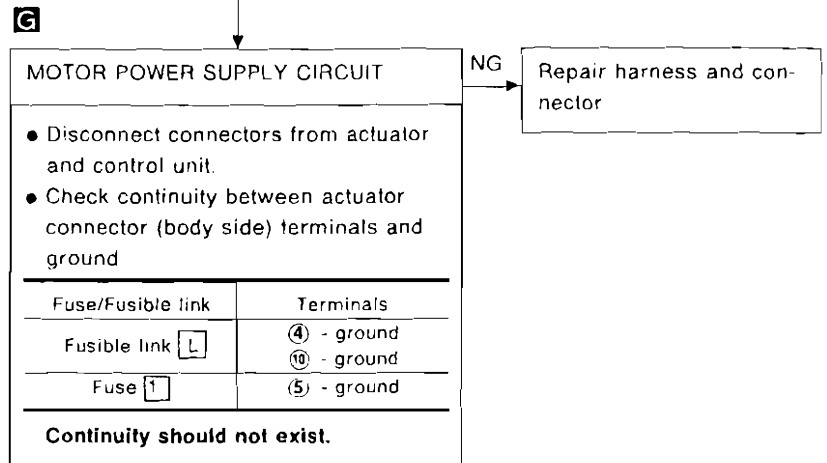 G
MOTOR POWER SUPPLY CIRCUIT
NG
Repair harness and con-
nector
● Disconnect connectors from actuator
and control unit.
● Check continuity between actuator
connector (body side) terminals and
ground
Fuse/Fusible link Terminals
Fusible link L ④ - ground
⑩ - ground
Fuse 1 ⑤ - ground
Continuity should not exist.